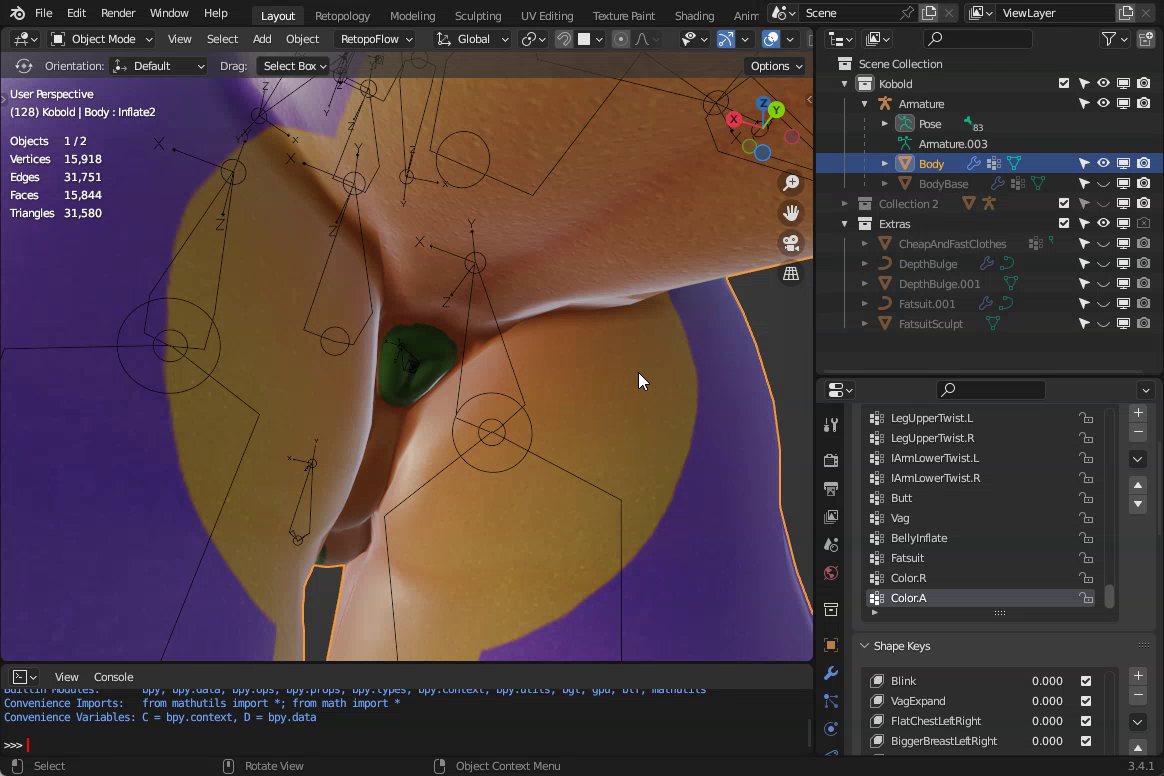 File Edit Render Window Help Layout Retopology Modeling Sculpting UV Editing Texture Paint Shading Anim Scene ViewLayer
Object Mode View Select Add Object RetopoFlow Global
Orientation: Default Drag: Select Box Options
User Perspective
(128) Kobold | Body : Inflate2
Objects 1 / 2
Vertices 15,918
Edges 31,751
Faces 15,844
Triangles 31,580
X
Y
Z
Scene Collection
Kobold
Armature
Pose 83
Armature.003
Body
BodyBase
Collection 2
Extras
CheapAndFastClothes
DepthBulge
DepthBulge.001
Fatsuit.001
FatsuitSculpt
LegUpperTwist.L
LegUpperTwist.R
lArmLowerTwist.L
lArmLowerTwist.R
Butt
Vag
BellyInflate
Fatsuit
Color.R
Color.A
Shape Keys
Blink 0.000
VagExpand 0.000
FlatChestLeftRight 0.000
BiggerBreastLeftRight 0.000
View Console
Builtin Modules: bpy, bpy.data, bpy.ops, bpy.props, bpy.types, bpy.context, bpy.utils, bgl, gpu, blf, mathutils
Convenience Imports: from mathutils import *; from math import *
Convenience Variables: C = bpy.context, D = bpy.data
>>>
Select Rotate View Object Context Menu 3.4.1